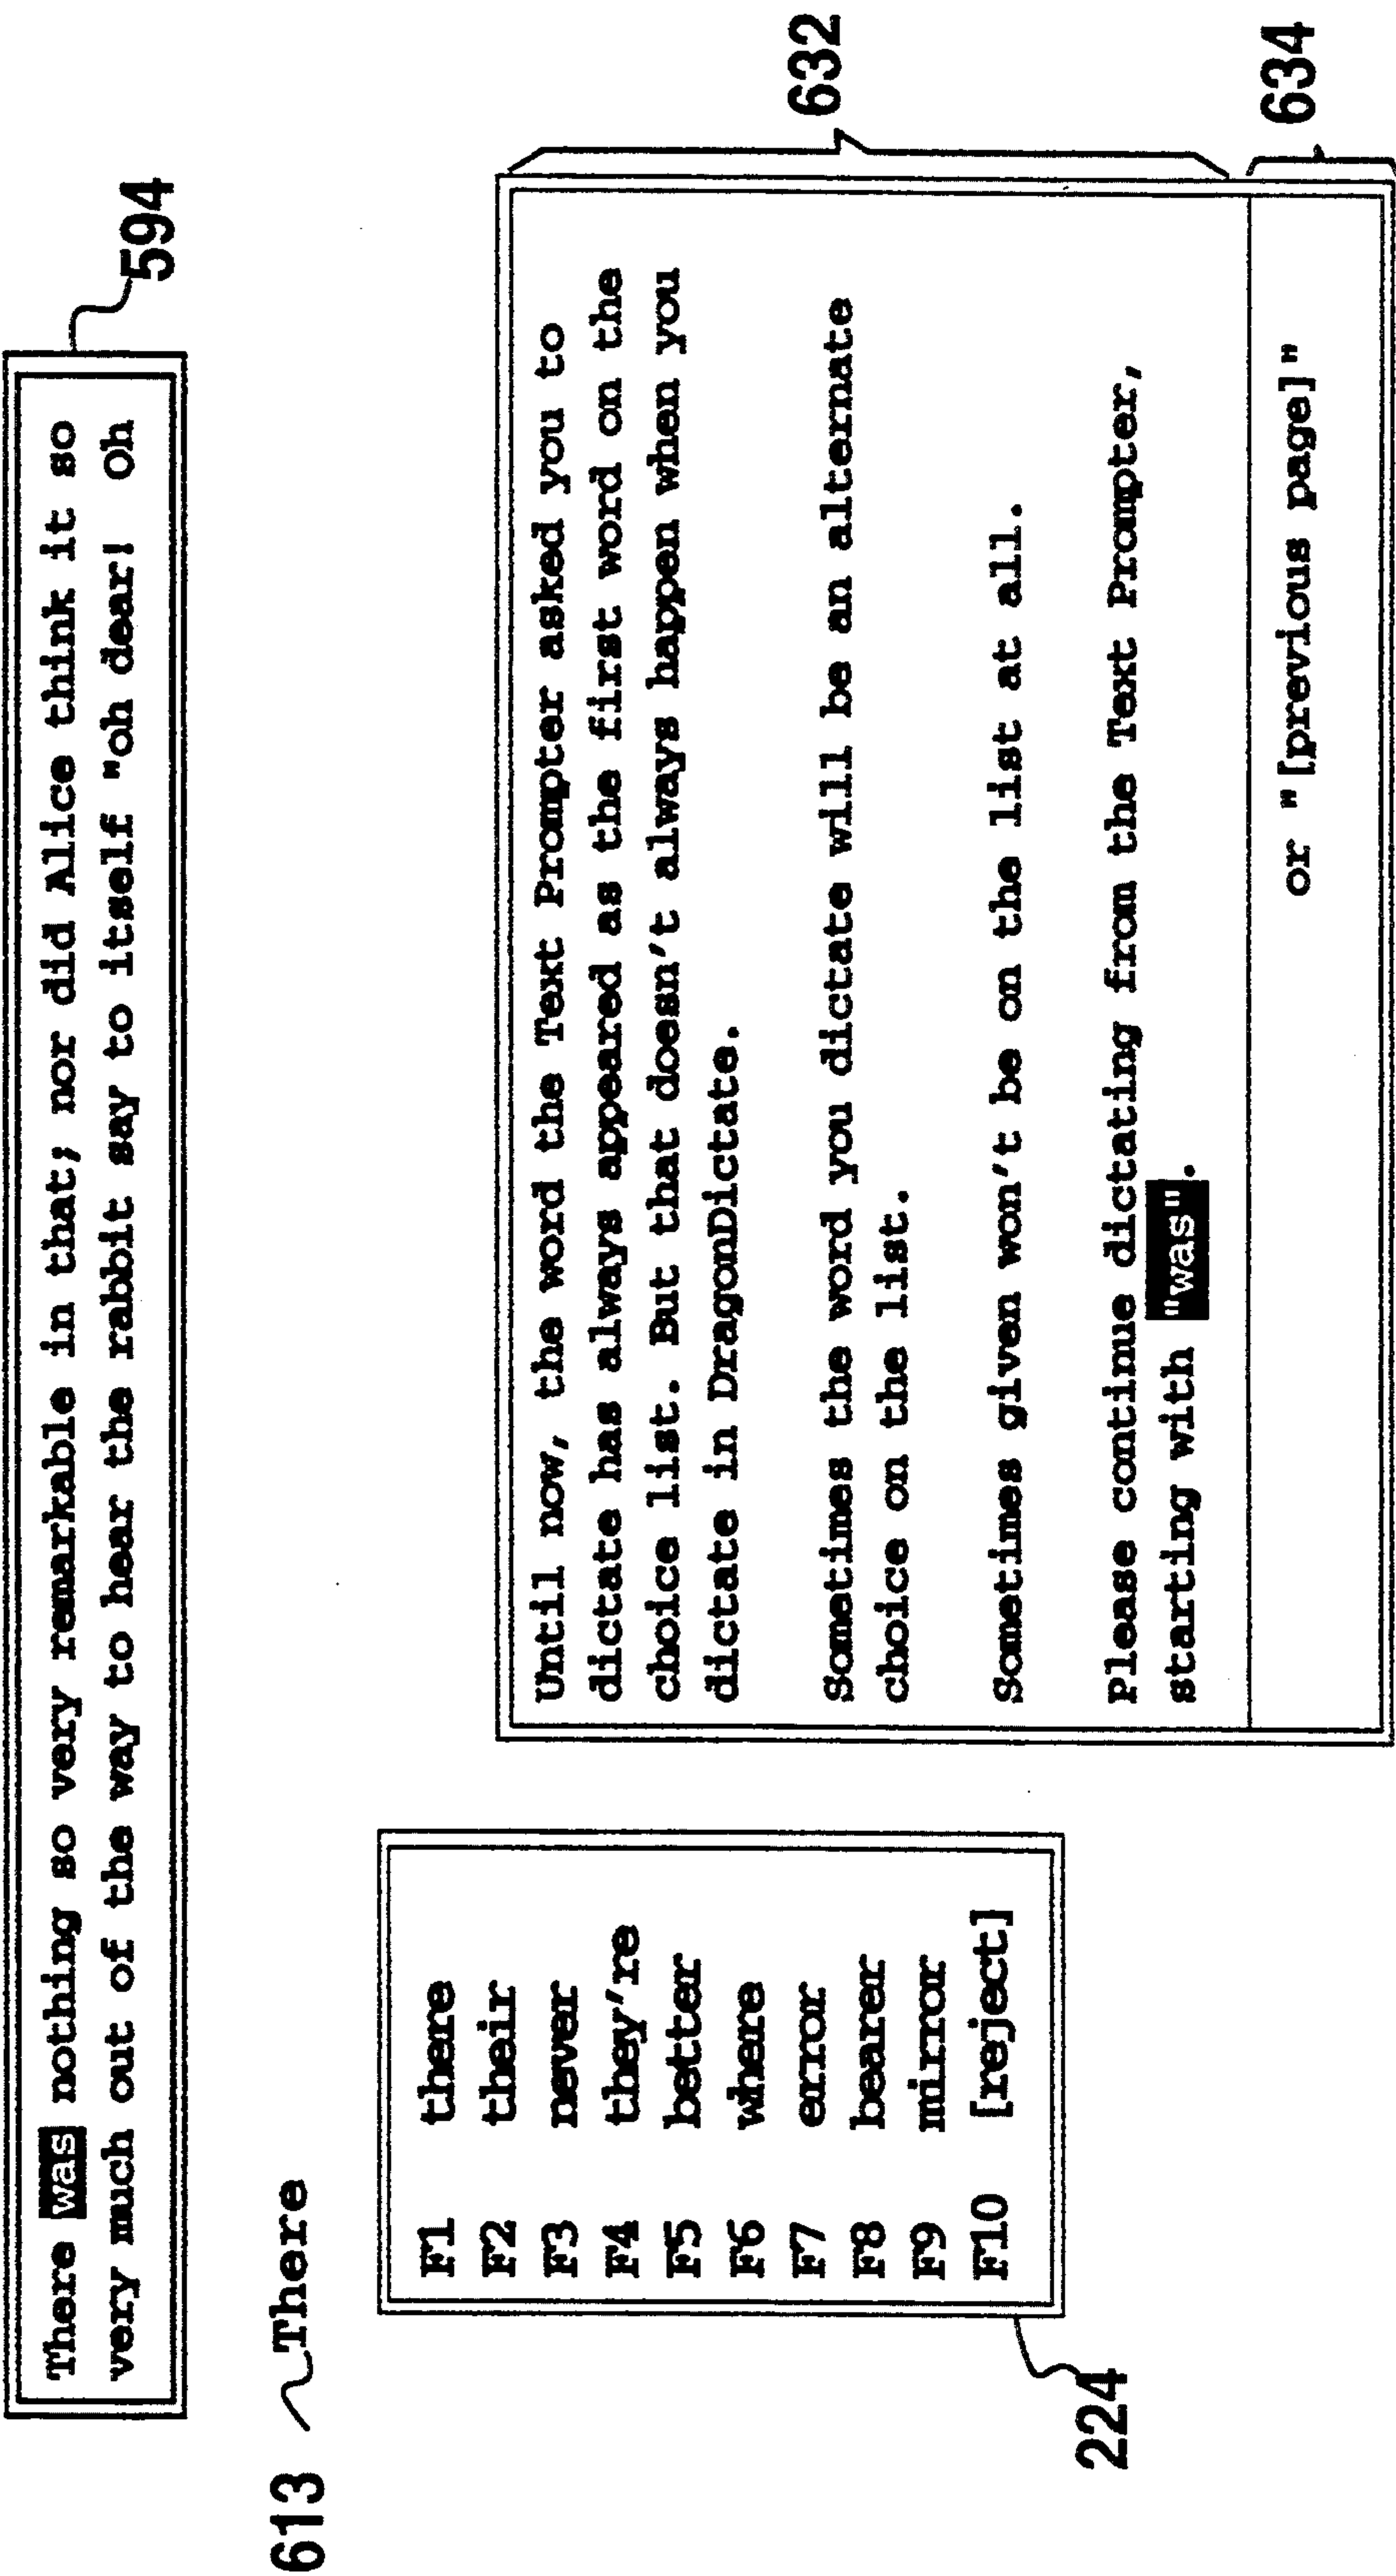 There was nothing so very remarkable in that; nor did Alice think it so
very much out of the way to hear the rabbit say to itself "oh dear! Oh
594
613
There
F1 there
F2 their
F3 never
F4 they're
F5 better
F6 where
F7 error
F8 bearer
F9 mirror
F10 [reject]
224
Until now, the word the Text Prompter asked you to
dictate has always appeared as the first word on the
choice list. But that doesn't always happen when you
dictate in DragonDictate.
Sometimes the word you dictate will be an alternate
choice on the list.
Sometimes given won't be on the list at all.
Please continue dictating from the Text Prompter,
starting with "was".
632
or "[previous page]"
634